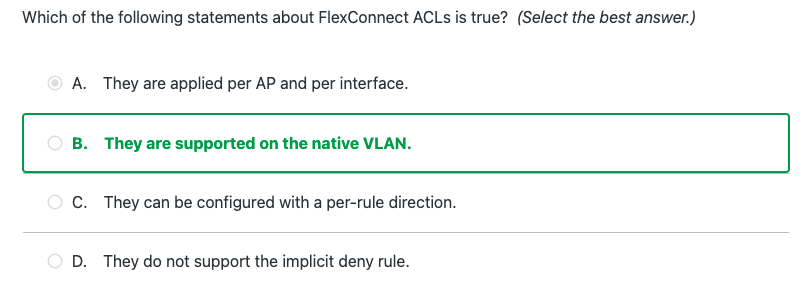 Which of the following statements about FlexConnect ACLs is true? (Select the best answer.)
A. They are applied per AP and per interface.
B. They are supported on the native VLAN.
C. They can be configured with a per-rule direction.
D. They do not support the implicit deny rule.